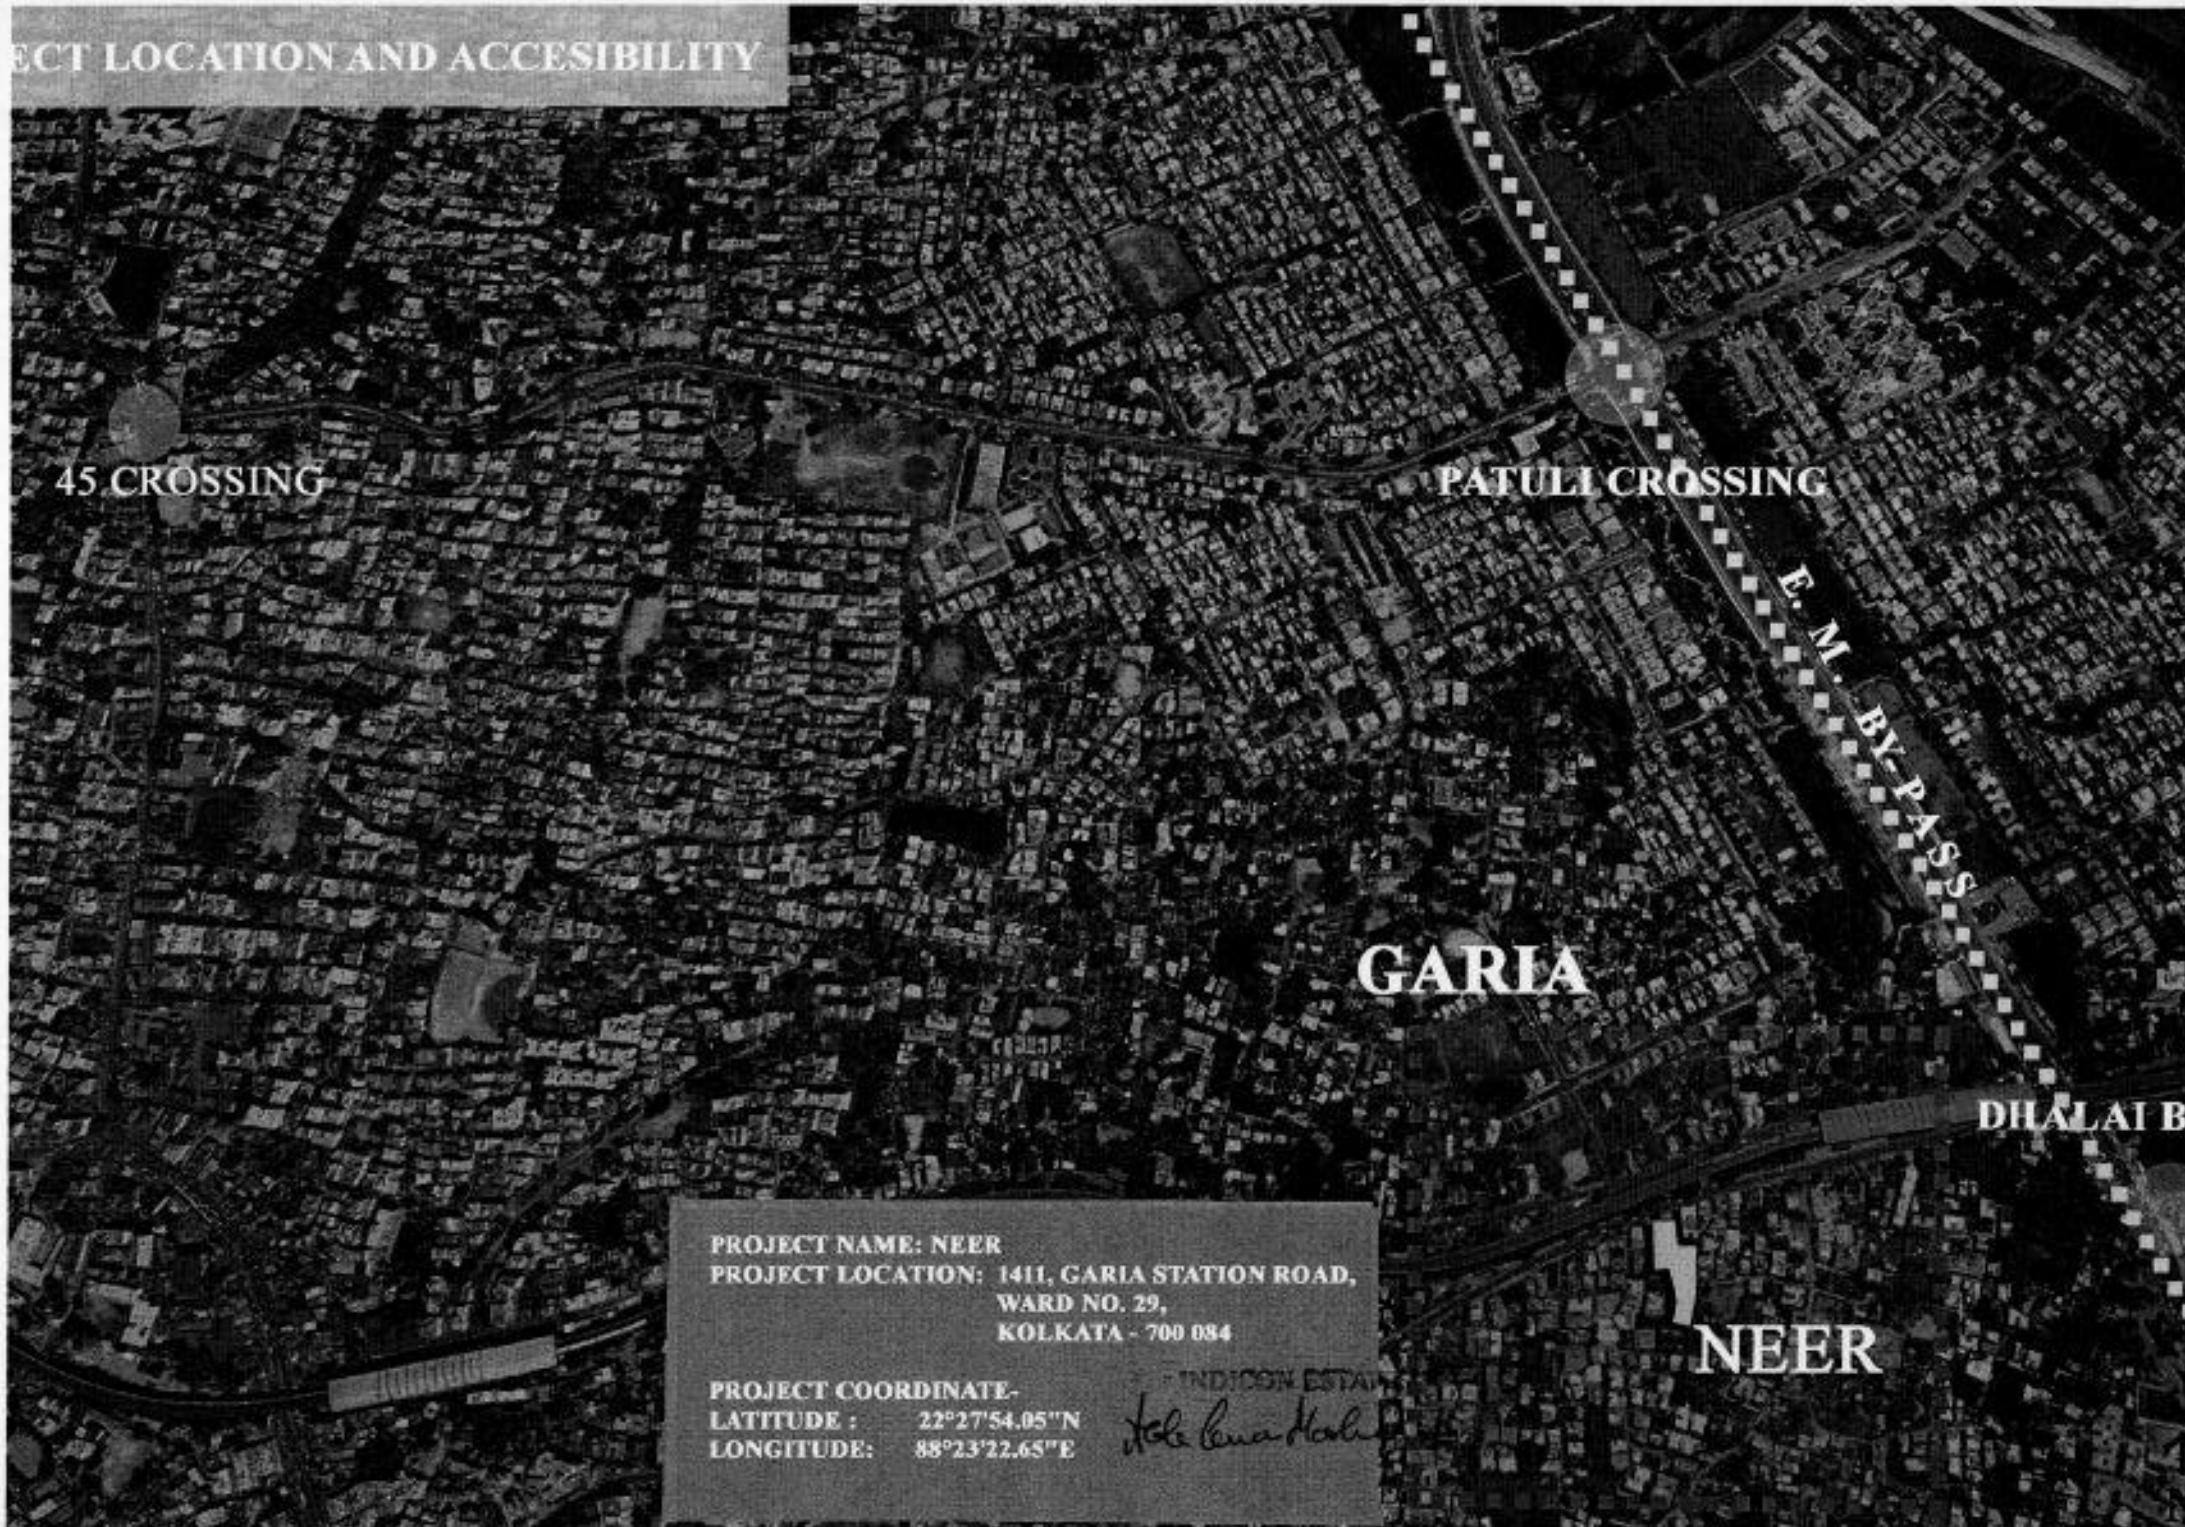 ECT LOCATION AND ACCESIBILITY
45 CROSSING
PATULI CROSSING
E. M. BY-PASS
GARIA
DHALAI B
NEER
PROJECT NAME: NEER
PROJECT LOCATION: 1411, GARIA STATION ROAD,
WARD NO. 29,
KOLKATA - 700 084
PROJECT COORDINATE-
LATITUDE : 22°27'54.05"N
LONGITUDE: 88°23'22.65"E
INDICON ESTA